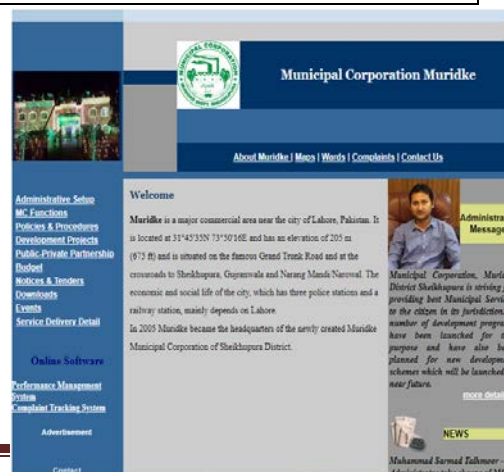 MUNICIPAL CORPORATION
Municipal Corporation Muridke
About Muridke | Maps | Wards | Complaints | Contact Us
Administrative Setup
MC Functions
Policies & Procedures
Development Projects
Public-Private Partnership
Budget
Notices & Tenders
Downloads
Events
Service Delivery Detail
Online Software
Performance Management
System
Complaint Tracking System
Advertisement
Contact
Welcome
Muridke is a major commercial area near the city of Lahore, Pakistan. It
is located at 31°45'35N 73°50'16E and has an elevation of 205 m
(675 ft) and is situated on the famous Grand Trunk Road and at the
crossroads to Sheikhupura, Gujranwala and Narang Mandi Narowal. The
economic and social life of the city, which has three police stations and a
railway station, mainly depends on Lahore.
In 2005 Muridke became the headquarters of the newly created Muridke
Municipal Corporation of Sheikhupura District.
Administra
Message
Municipal Corporation, Muri
District Sheikhupura is striving
providing best Municipal Servi
to the citizen in its jurisdiction.
number of development progra
have been launched for
purpose and have also be
planned for new developm
schemes which will be launched
near future.
more detai
NEWS
Muhammad Sarmad